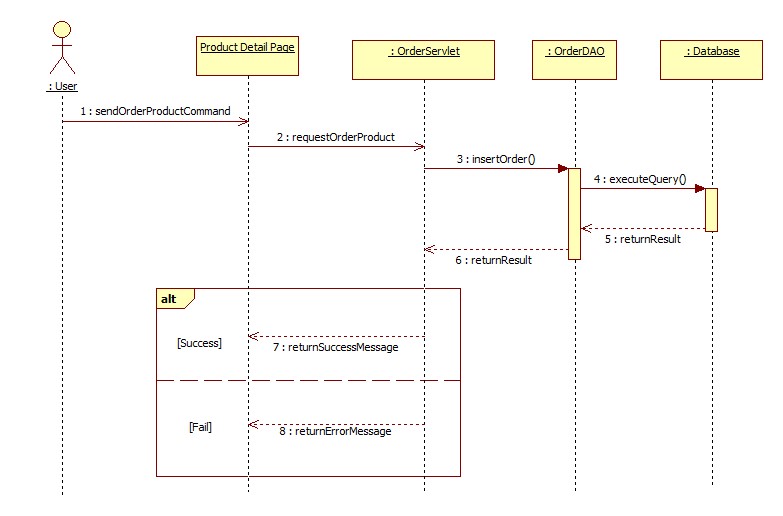 Product Detail Page
: OrderServlet
: OrderDAO
: Database
: User
1 : sendOrderProductCommand
2 : requestOrderProduct
3 : insertOrder()
4 : executeQuery()
5 : returnResult
6 : returnResult
alt
[Success]
7 : returnSuccessMessage
[Fail]
8 : returnErrorMessage